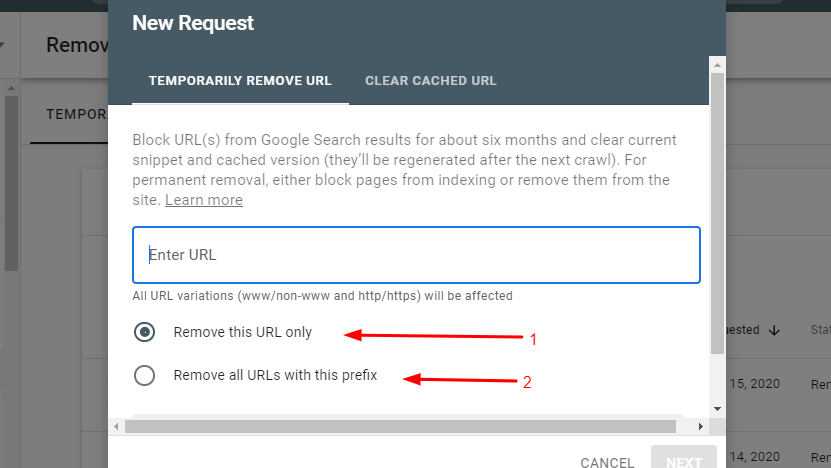 New Request
Remov
TEMPORARILY REMOVE URL
CLEAR CACHED URL
TEMPOR
Block URL(s) from Google Search results for about six months and clear current
snippet and cached version (they'll be regenerated after the next crawl). For
permanent removal, either block pages from indexing or remove them from the
site. Learn more
Enter URL
All URL variations (www/non-www and http/https) will be affected
Remove this URL only
1
uested
Stat
Remove all URLs with this prefix
2
15, 2020
Ren
CANCEL
NEXT
14, 2020
Ren